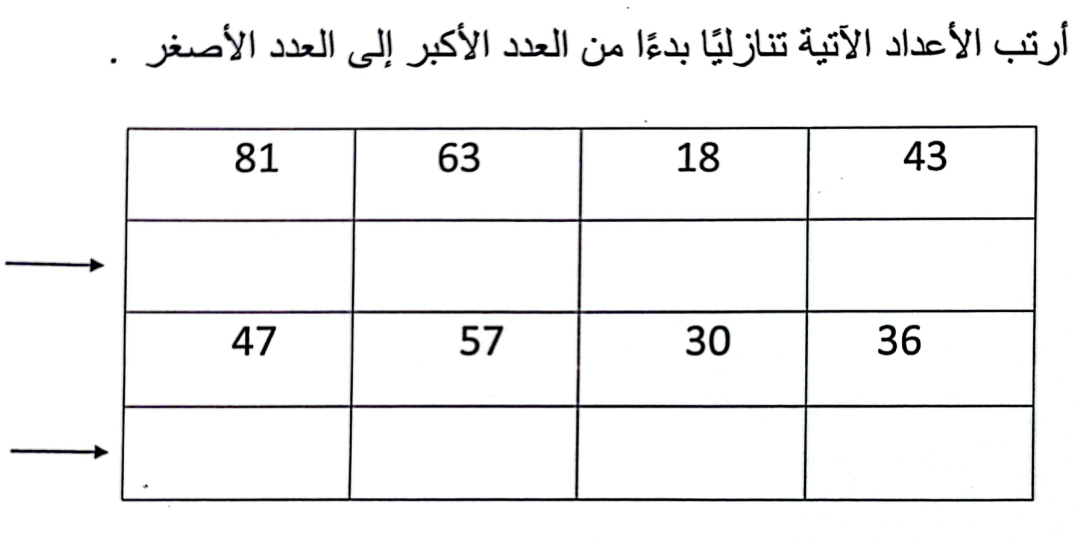 أرتب الأعداد الآتية تنازليًا بدءًا من العدد الأكبر إلى العدد الأصغر .
81 63 18 43
47 57 30 36